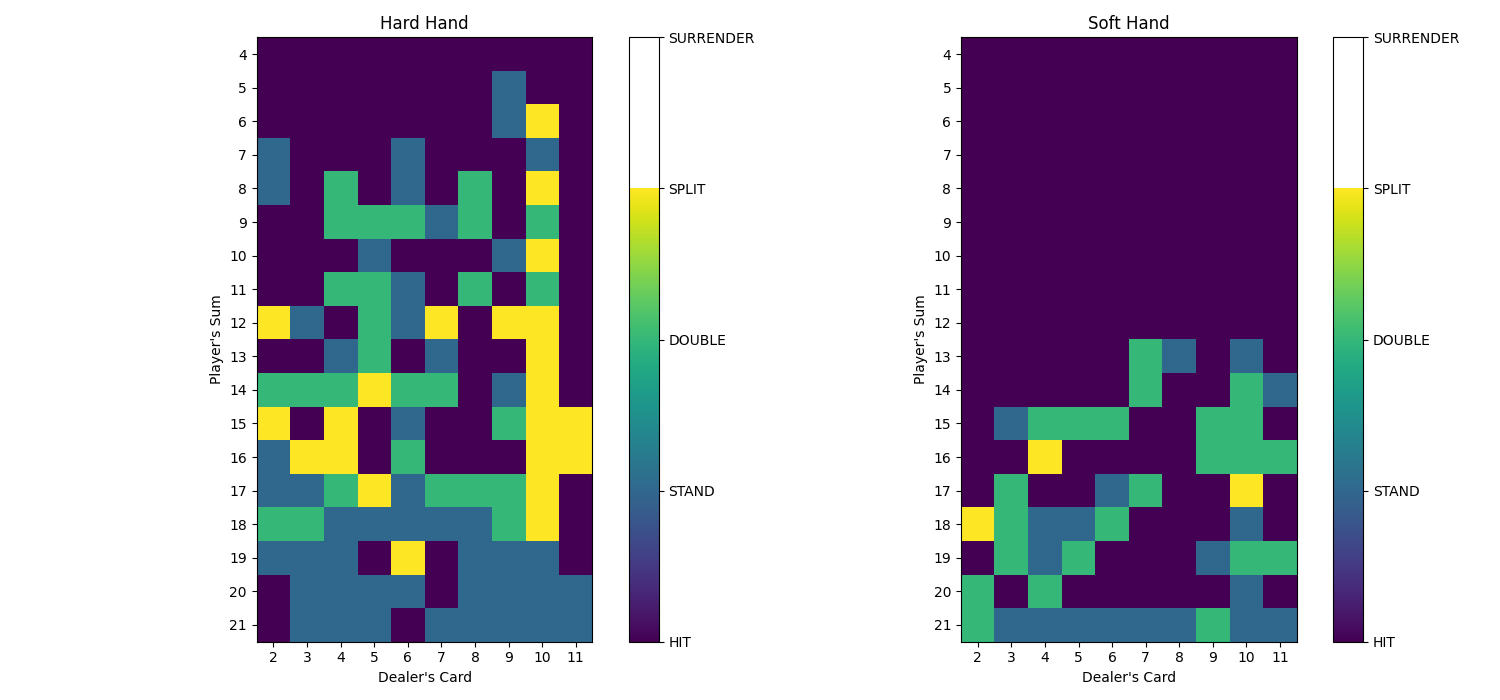 Hard Hand
Player's Sum
4
5
6
7
8
9
10
11
12
13
14
15
16
17
18
19
20
21
2 3 4 5 6 7 8 9 10 11
Dealer's Card
SURRENDER
SPLIT
DOUBLE
STAND
HIT
Soft Hand
Player's Sum
4
5
6
7
8
9
10
11
12
13
14
15
16
17
18
19
20
21
2 3 4 5 6 7 8 9 10 11
Dealer's Card
SURRENDER
SPLIT
DOUBLE
STAND
HIT